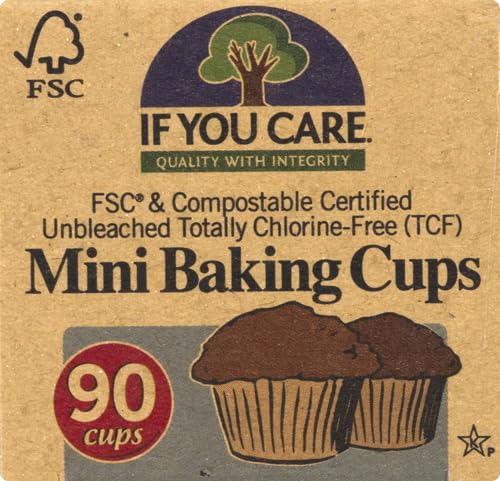 FSC
IF YOU CARE.
QUALITY WITH INTEGRITY
FSC® & Compostable Certified
Unbleached Totally Chlorine-Free (TCF)
Mini Baking Cups
90
cups
K P